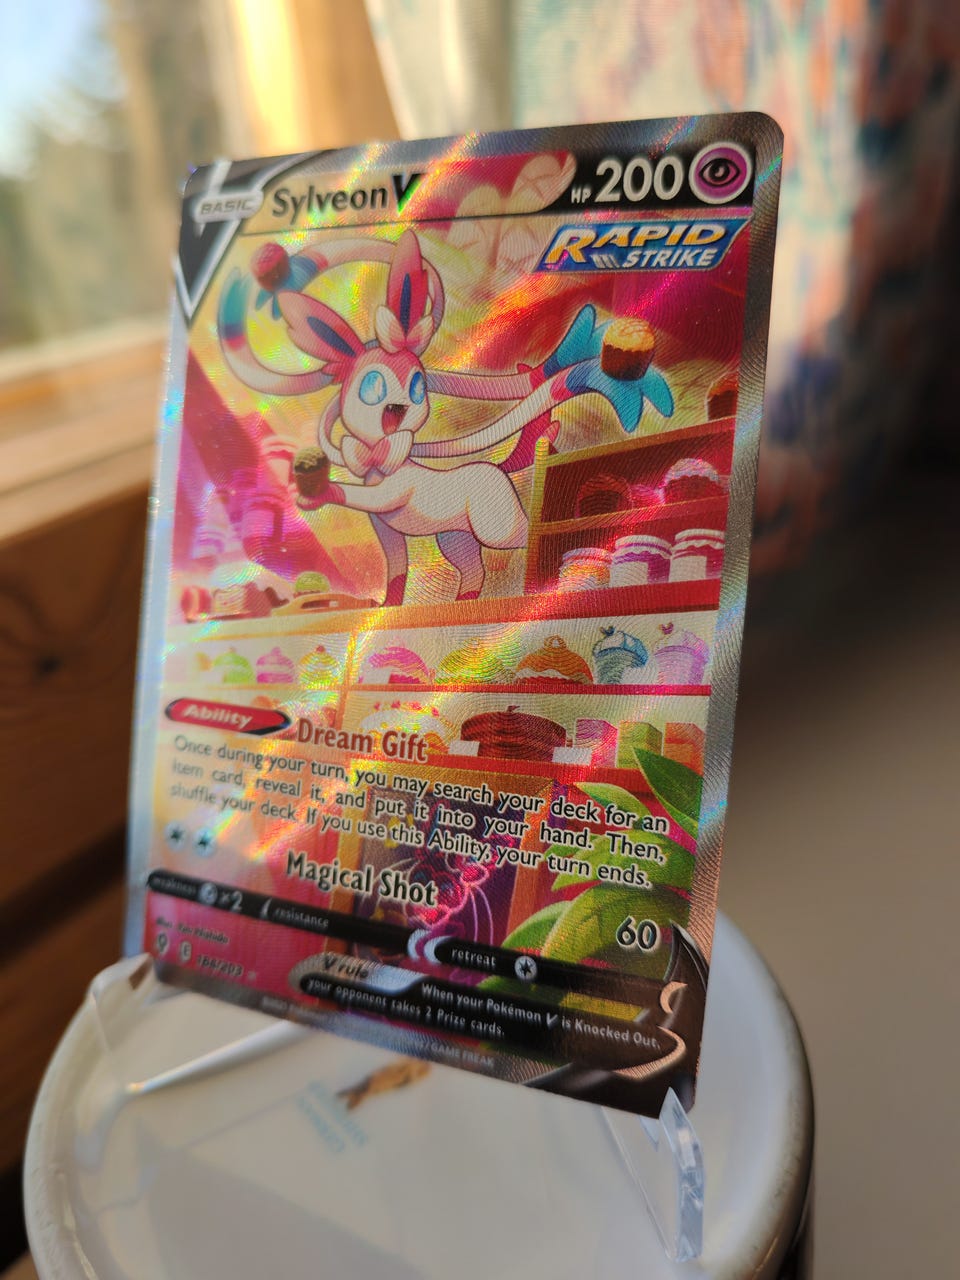 BASIC
Sylveon V
HP 200
RAPID
STRIKE
Ability
Dream Gift
Once during your turn, you may search your deck for an
Item card, reveal it, and put it into your hand. Then,
shuffle your deck. If you use this Ability, your turn ends.
Magical Shot
60
weakness ×2
resistance
retreat
E
184/203
V rule
When your Pokémon V is Knocked Out,
your opponent takes 2 Prize cards.
GAME FREAK